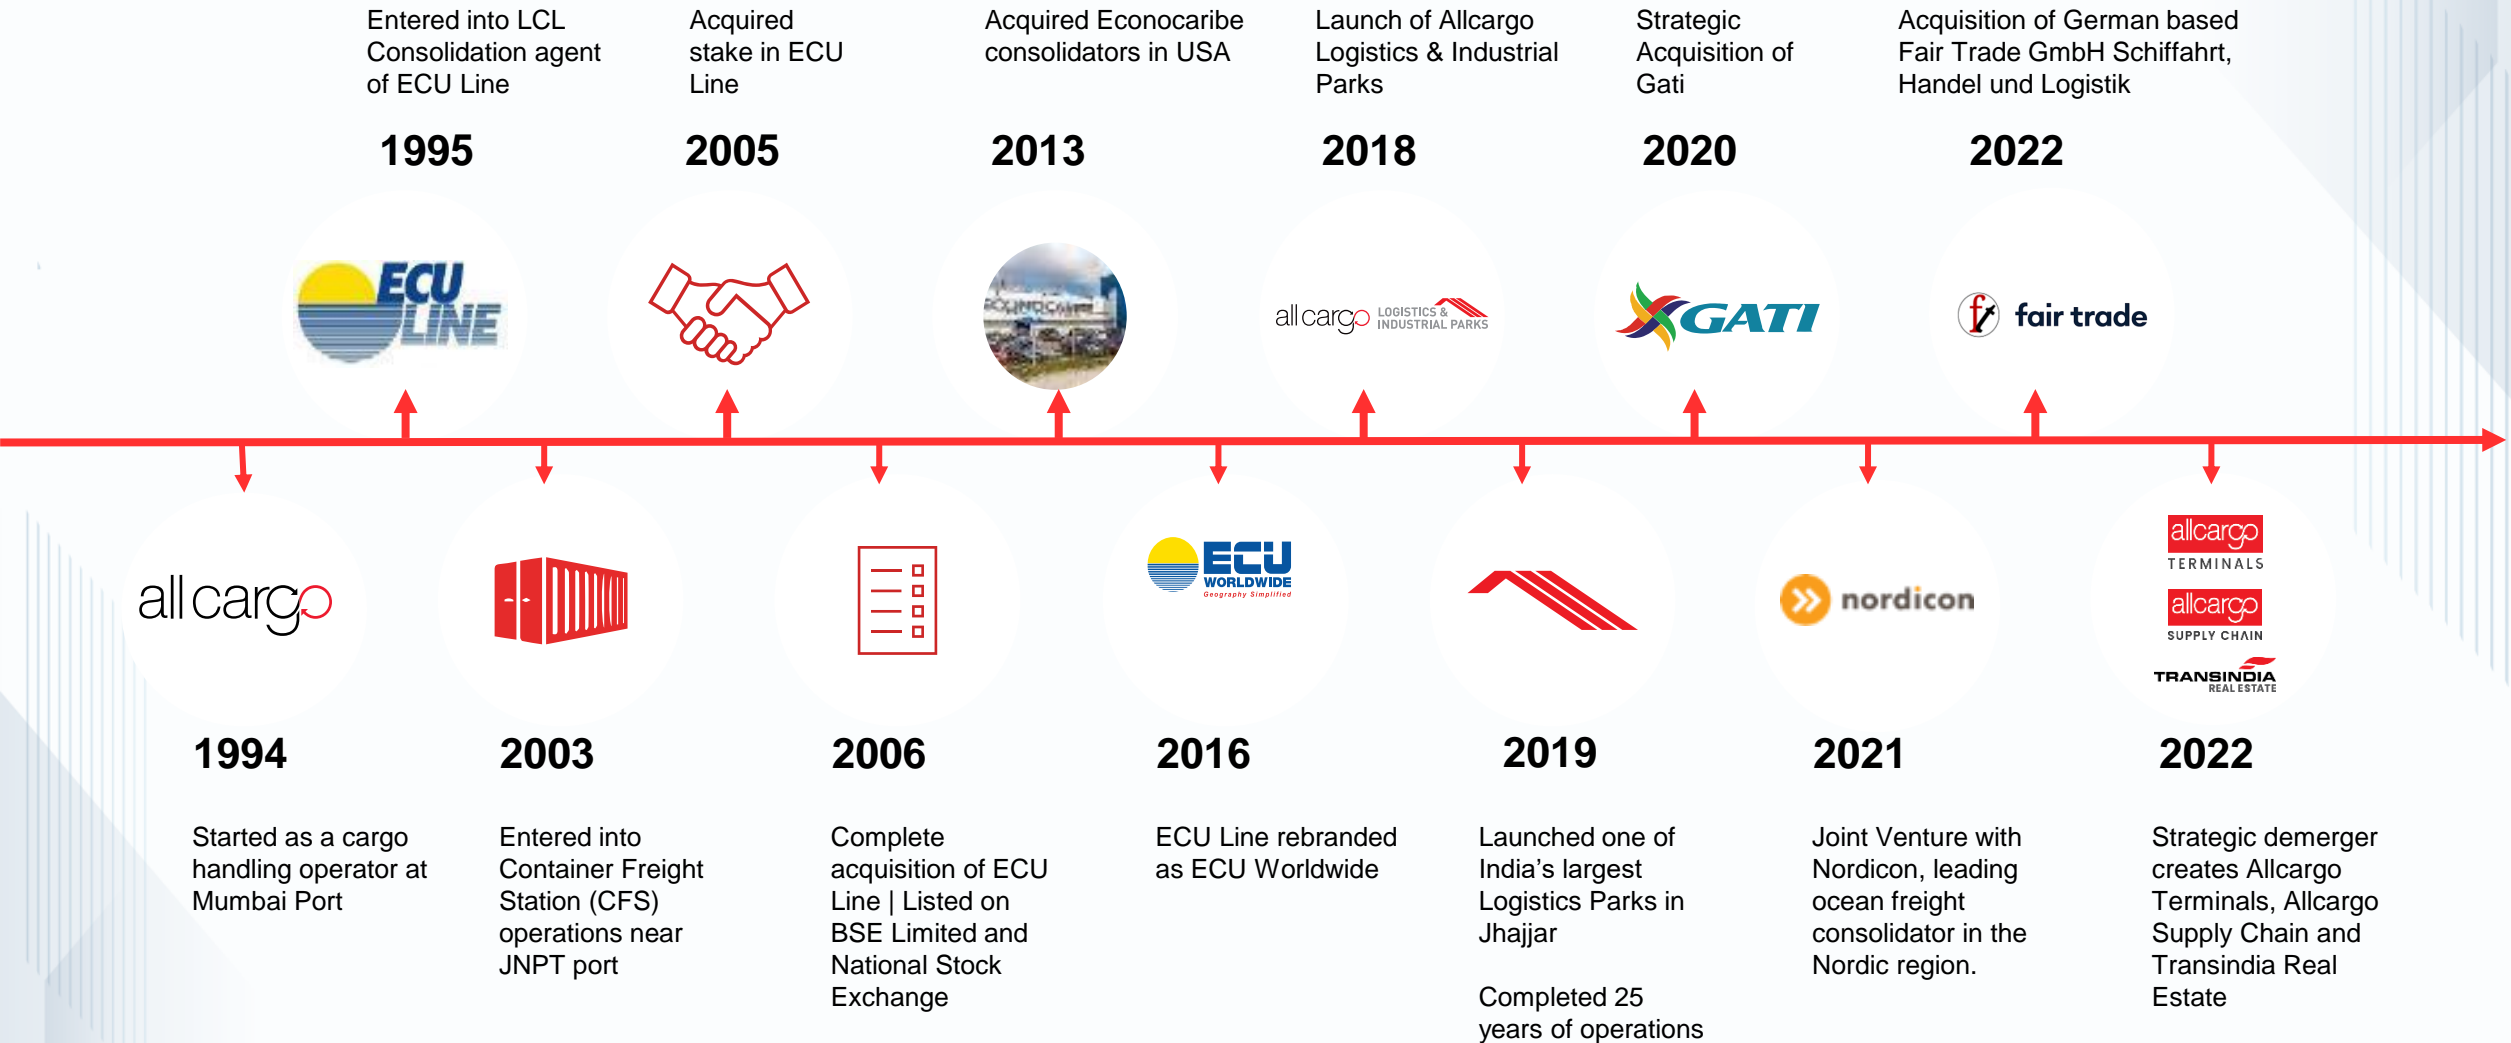 Entered into LCL
Consolidation agent
of ECU Line
1995
ECU
LINE
Acquired
stake in ECU
Line
2005
Acquired Econocaribe
consolidators in USA
2013
Launch of Allcargo
Logistics & Industrial
Parks
2018
allcargo LOGISTICS &
INDUSTRIAL PARKS
Strategic
Acquisition of
Gati
2020
GATI
Acquisition of German based
Fair Trade GmbH Schiffahrt,
Handel und Logistik
2022
ft fair trade
allcargo
1994
Started as a cargo
handling operator at
Mumbai Port
2003
Entered into
Container Freight
Station (CFS)
operations near
JNPT port
2006
Complete
acquisition of ECU
Line | Listed on
BSE Limited and
National Stock
Exchange
ECU
WORLDWIDE
Geography Simplified
2016
ECU Line rebranded
as ECU Worldwide
2019
Launched one of
India’s largest
Logistics Parks in
Jhajjar
Completed 25
years of operations
nordicon
2021
Joint Venture with
Nordicon, leading
ocean freight
consolidator in the
Nordic region.
allcargo
TERMINALS
allcargo
SUPPLY CHAIN
TRANSINDIA
REAL ESTATE
2022
Strategic demerger
creates Allcargo
Terminals, Allcargo
Supply Chain and
Transindia Real
Estate